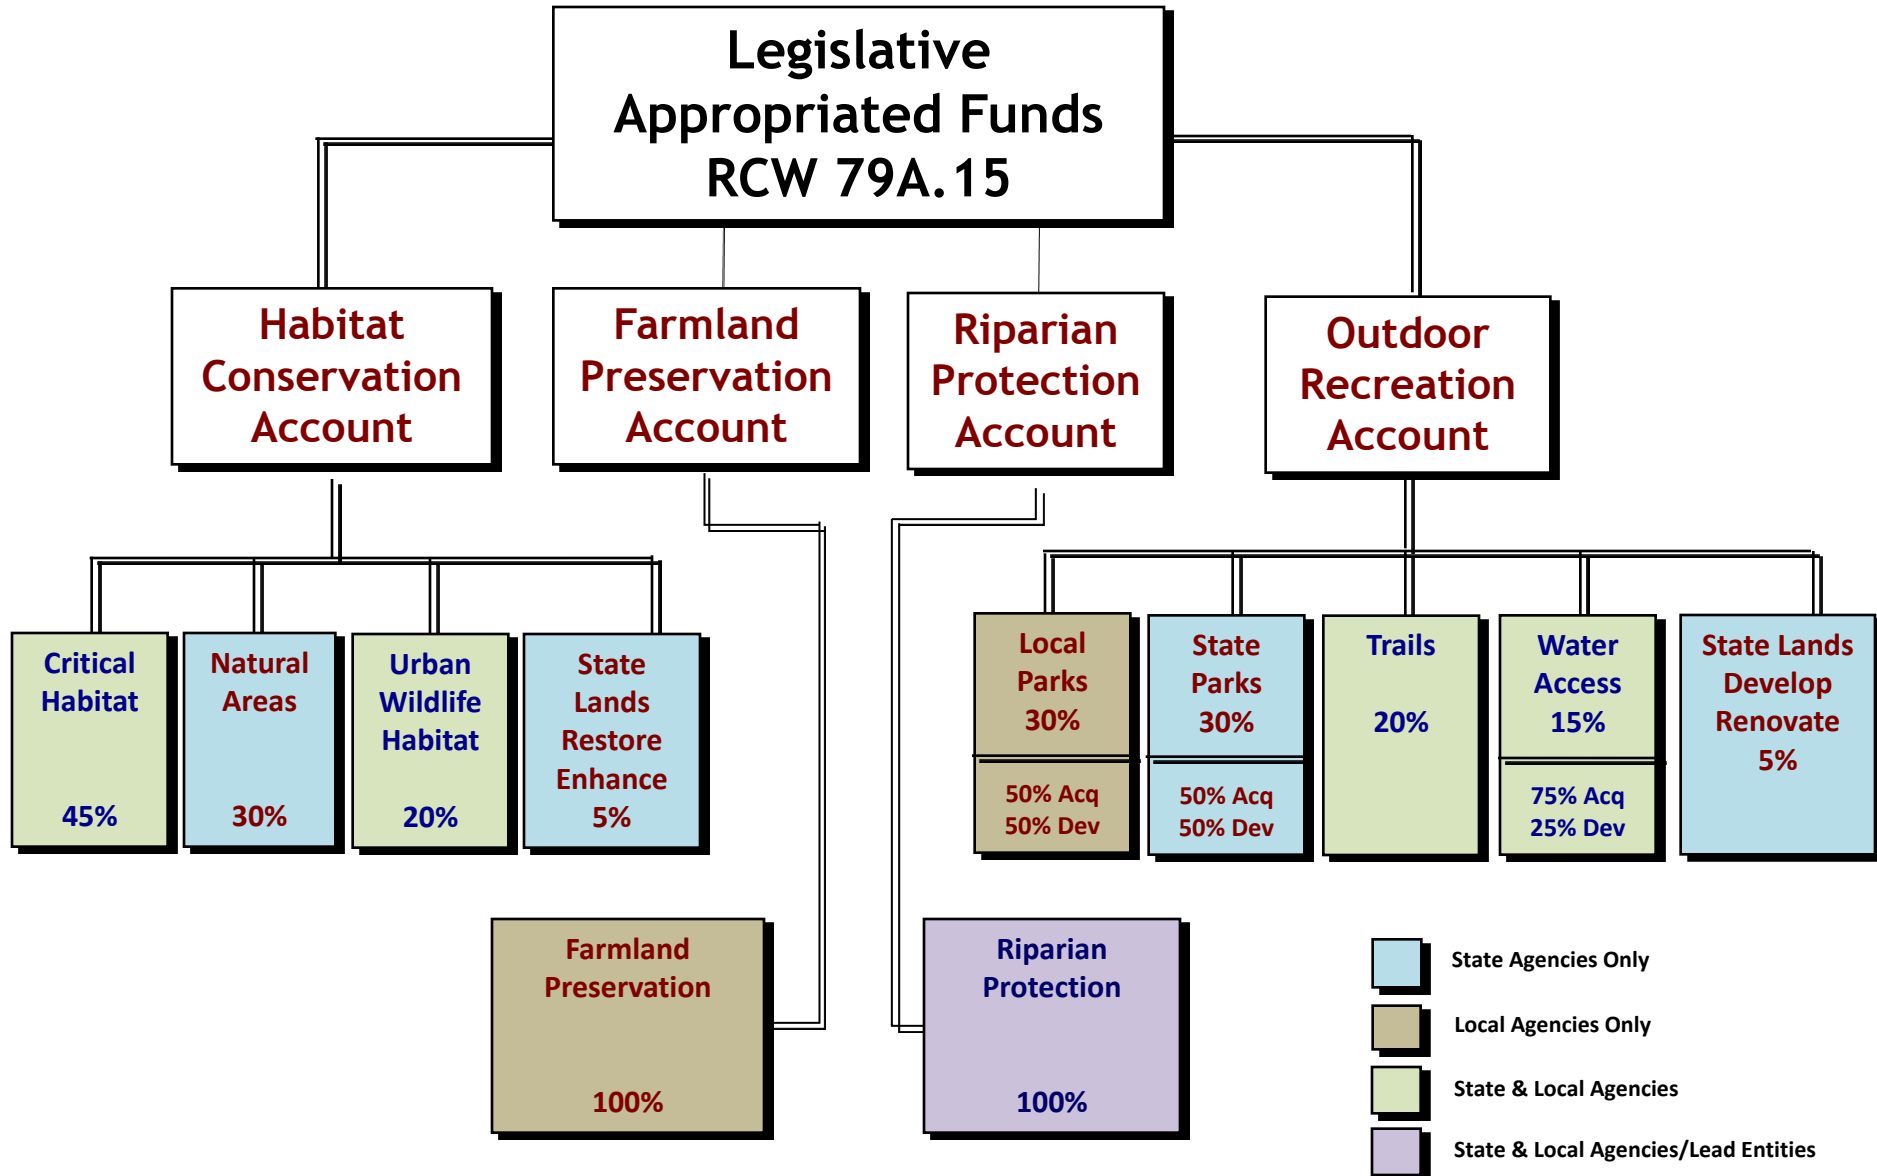 Legislative
Appropriated Funds
RCW 79A.15
Habitat
Conservation
Account
Farmland
Preservation
Account
Riparian
Protection
Account
Outdoor
Recreation
Account
Critical
Habitat
45%
Natural
Areas
30%
Urban
Wildlife
Habitat
20%
State
Lands
Restore
Enhance
5%
Local
Parks
30%
50% Acq
50% Dev
State
Parks
30%
50% Acq
50% Dev
Trails
20%
Water
Access
15%
75% Acq
25% Dev
State Lands
Develop
Renovate
5%
Farmland
Preservation
100%
Riparian
Protection
100%
State Agencies Only
Local Agencies Only
State & Local Agencies
State & Local Agencies/Lead Entities